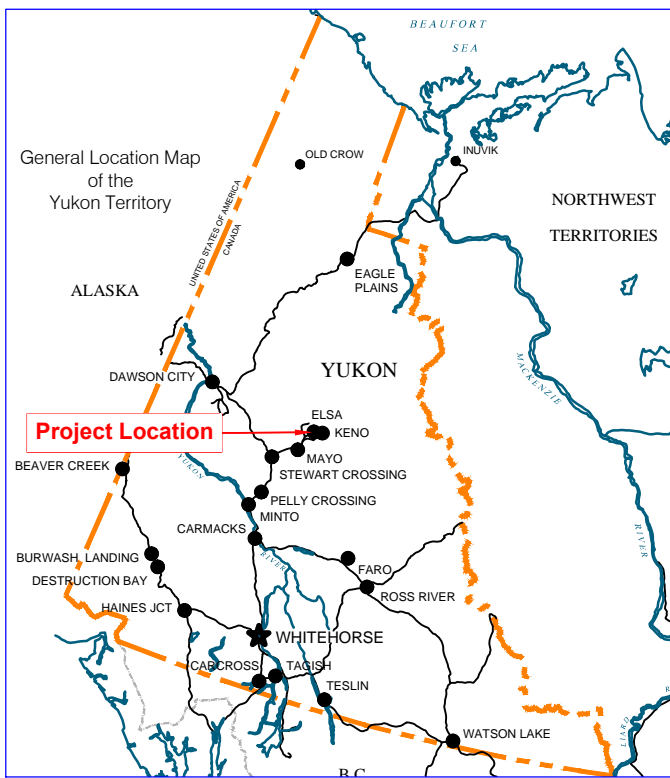 BEAUFORT
SEA
General Location Map
of the
Yukon Territory
OLD CROW
INUVIK
UNITED STATES OF AMERICA
CANADA
NORTHWEST
TERRITORIES
EAGLE
PLAINS
ALASKA
MACKENZIE
RIVER
YUKON
DAWSON CITY
ELSA
Project Location
KENO
MAYO
BEAVER CREEK
YUKON
STEWART CROSSING
PELLY CROSSING
MINTO
CARMACKS
RIVER
BURWASH LANDING
FARO
DESTRUCTION BAY
ROSS RIVER
HAINES JCT
WHITEHORSE
CARCROSS
TAGISH
TESLIN
WATSON LAKE
LIARD
R
B.C.